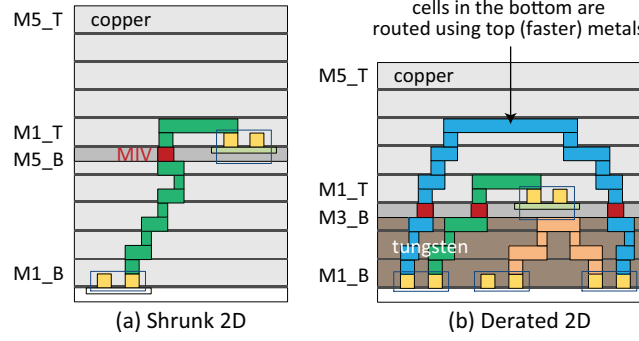 M5_T
copper
M1_T
MIV
M5_B
M1_B
(a) Shrunk 2D
cells in the bottom are
routed using top (faster) metals
M5_T
copper
M1_T
M3_B
tungsten
M1_B
(b) Derated 2D